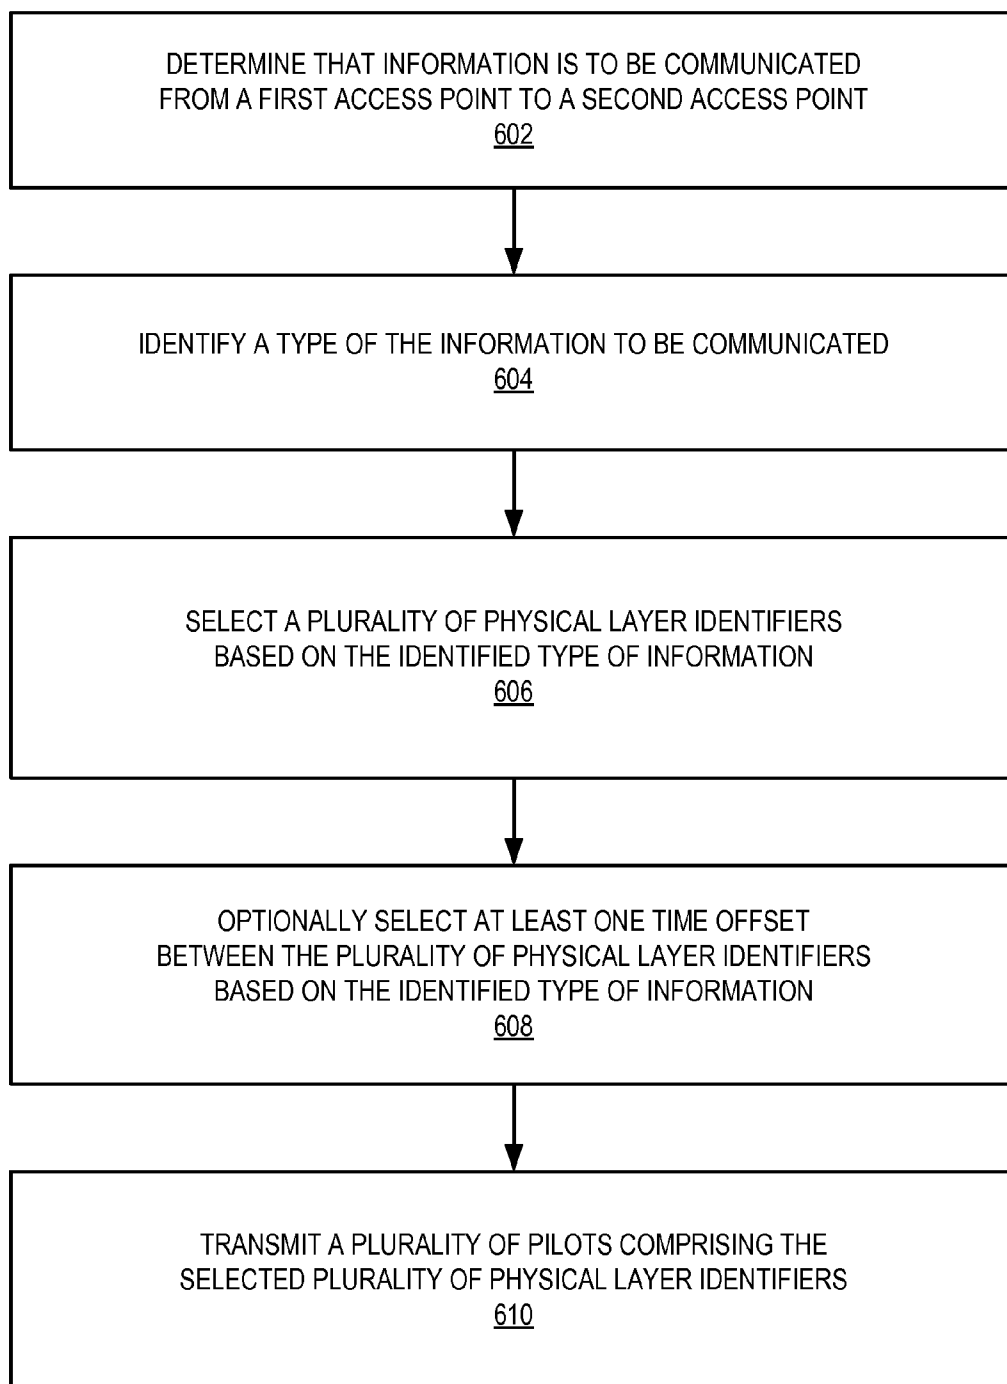 DETERMINE THAT INFORMATION IS TO BE COMMUNICATED
FROM A FIRST ACCESS POINT TO A SECOND ACCESS POINT
602
IDENTIFY A TYPE OF THE INFORMATION TO BE COMMUNICATED
604
SELECT A PLURALITY OF PHYSICAL LAYER IDENTIFIERS
BASED ON THE IDENTIFIED TYPE OF INFORMATION
606
OPTIONALLY SELECT AT LEAST ONE TIME OFFSET
BETWEEN THE PLURALITY OF PHYSICAL LAYER IDENTIFIERS
BASED ON THE IDENTIFIED TYPE OF INFORMATION
608
TRANSMIT A PLURALITY OF PILOTS COMPRISING THE
SELECTED PLURALITY OF PHYSICAL LAYER IDENTIFIERS
610